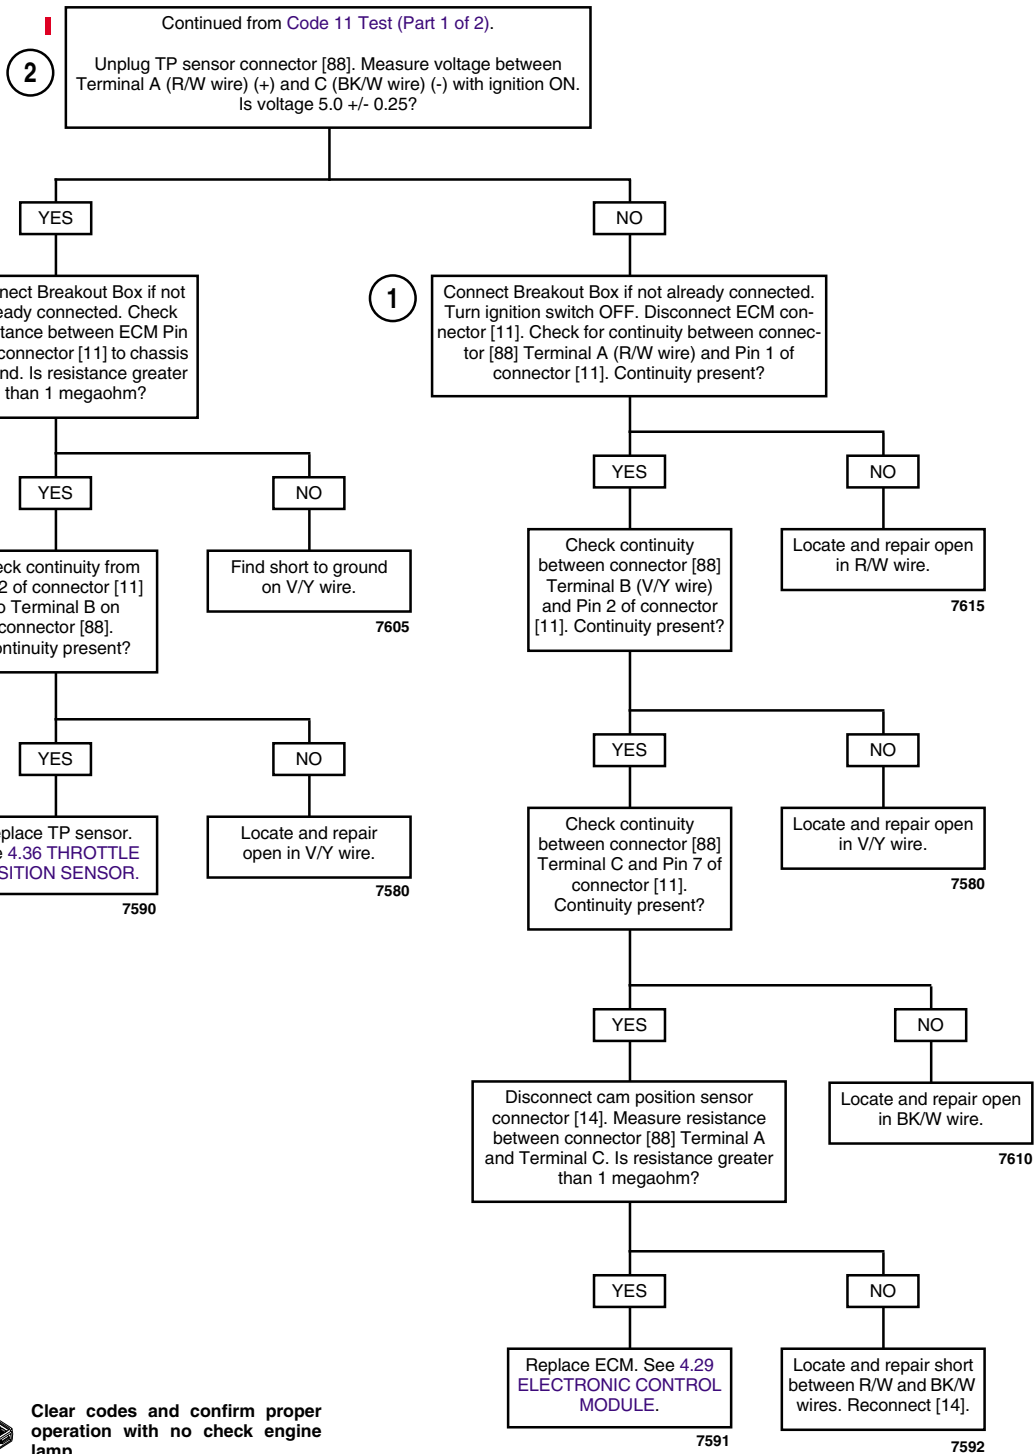 Continued from Code 11 Test (Part 1 of 2).
2
Unplug TP sensor connector [88]. Measure voltage between
Terminal A (R/W wire) (+) and C (BK/W wire) (-) with ignition ON.
Is voltage 5.0 +/- 0.25?
YES
NO
nect Breakout Box if not
eady connected. Check
tance between ECM Pin
connector [11] to chassis
nd. Is resistance greater
than 1 megaohm?
1
Connect Breakout Box if not already connected.
Turn ignition switch OFF. Disconnect ECM con-
nector [11]. Check for continuity between connec-
tor [88] Terminal A (R/W wire) and Pin 1 of
connector [11]. Continuity present?
YES
NO
YES
NO
eck continuity from
2 of connector [11]
o Terminal B on
connector [88].
ontinuity present?
Find short to ground
on V/Y wire.
7605
Check continuity
between connector [88]
Terminal B (V/Y wire)
and Pin 2 of connector
[11]. Continuity present?
Locate and repair open
in R/W wire.
7615
YES
NO
YES
NO
place TP sensor.
e 4.36 THROTTLE
SITION SENSOR.
7590
Locate and repair
open in V/Y wire.
7580
Check continuity
between connector [88]
Terminal C and Pin 7 of
connector [11].
Continuity present?
Locate and repair open
in V/Y wire.
7580
YES
NO
Disconnect cam position sensor
connector [14]. Measure resistance
between connector [88] Terminal A
and Terminal C. Is resistance greater
than 1 megaohm?
Locate and repair open
in BK/W wire.
7610
YES
NO
Replace ECM. See 4.29
ELECTRONIC CONTROL
MODULE.
7591
Locate and repair short
between R/W and BK/W
wires. Reconnect [14].
7592
Clear codes and confirm proper
operation with no check engine
lamp